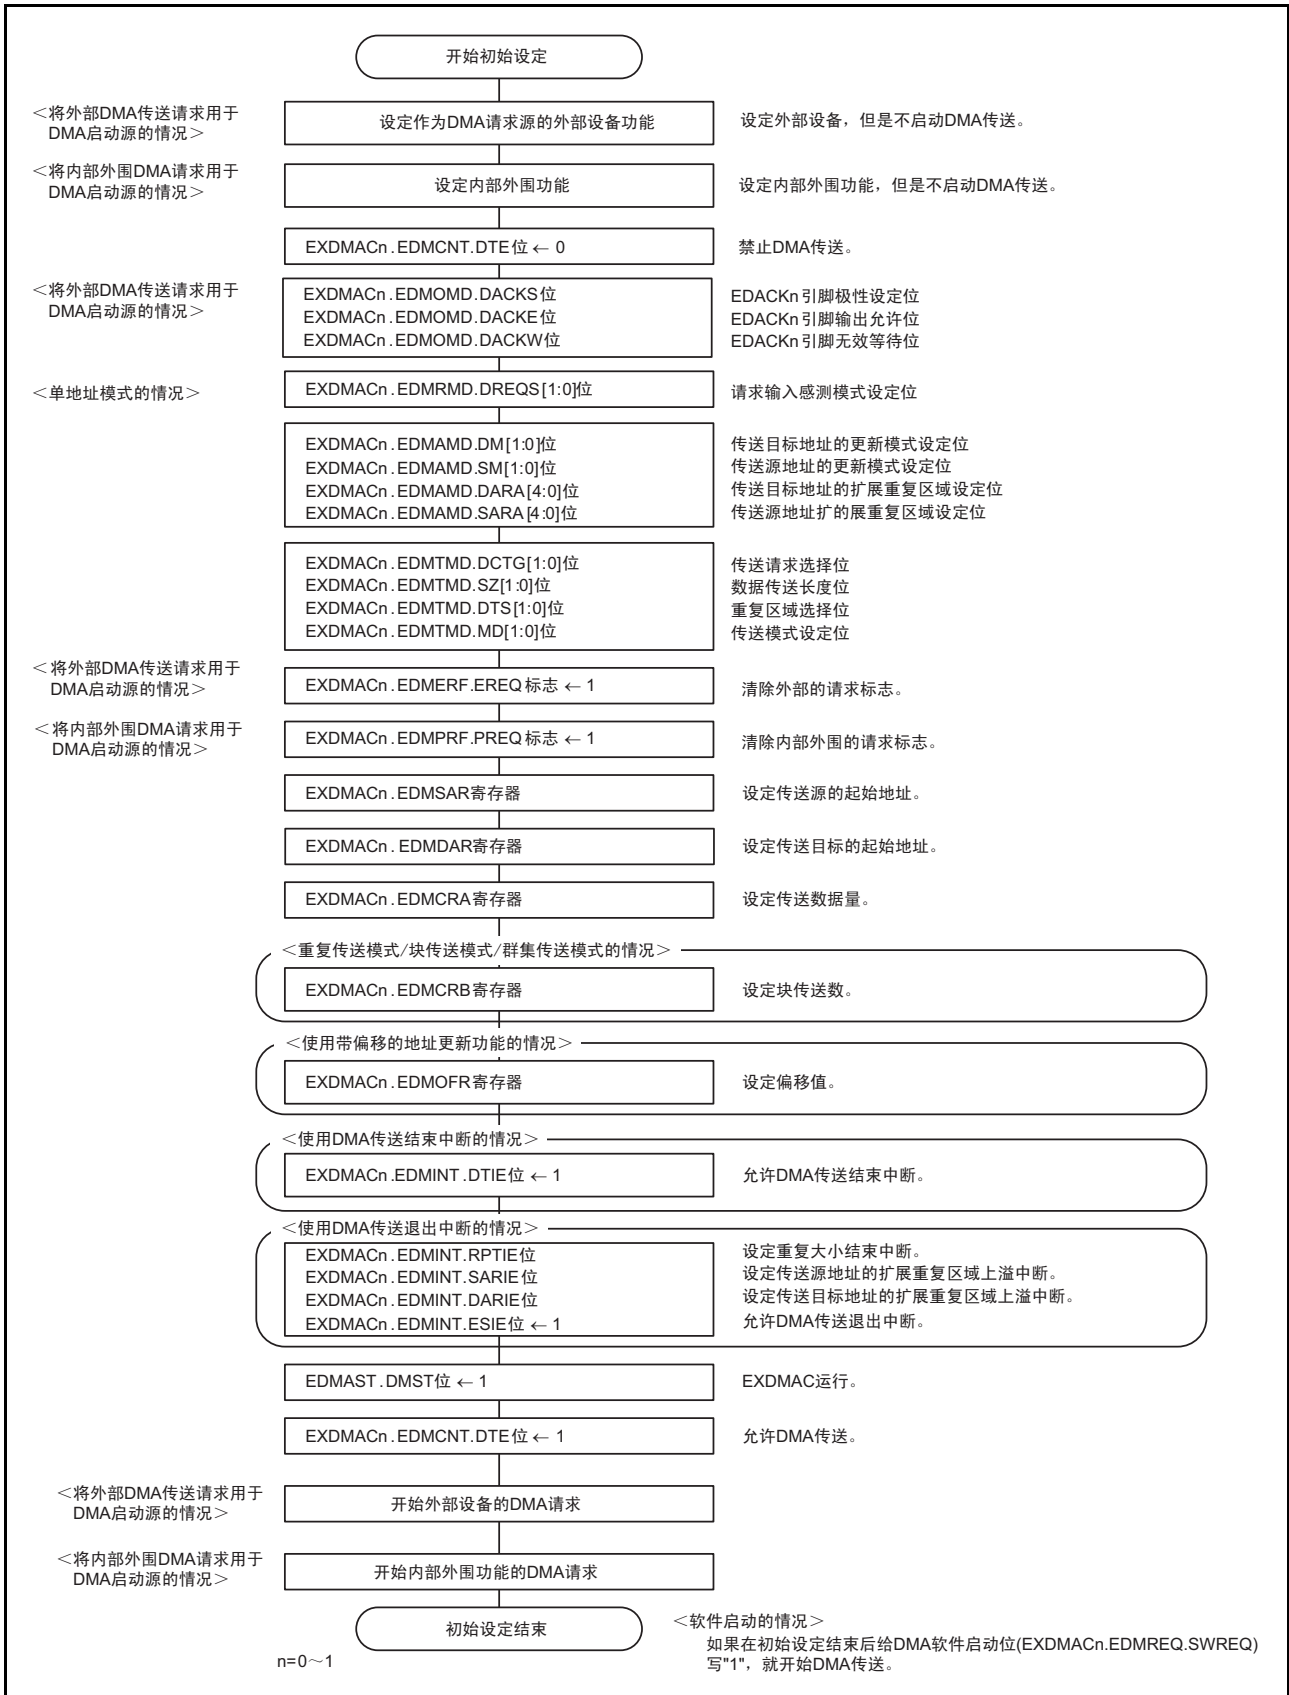 开始初始设定
＜将外部DMA传送请求用于
DMA启动源的情况＞
设定作为DMA请求源的外部设备功能
设定外部设备，但是不启动DMA传送。
＜将内部外围DMA请求用于
DMA启动源的情况＞
设定内部外围功能
设定内部外围功能，但是不启动DMA传送。
EXDMACn.EDMCNT.DTE位 ← 0
禁止DMA传送。
＜将外部DMA传送请求用于
DMA启动源的情况＞
EXDMACn.EDMOMD.DACKS位
EDACKn引脚极性设定位
EXDMACn.EDMOMD.DACKE位
EDACKn引脚输出允许位
EXDMACn.EDMOMD.DACKW位
EDACKn引脚无效等待位
＜单地址模式的情况＞
EXDMACn.EDMRMD.DREQS[1:0]位
请求输入感测模式设定位
EXDMACn.EDMAMD.DM[1:0]位
传送目标地址的更新模式设定位
EXDMACn.EDMAMD.SM[1:0]位
传送源地址的更新模式设定位
EXDMACn.EDMAMD.DARA[4:0]位
传送目标地址的扩展重复区域设定位
EXDMACn.EDMAMD.SARA[4:0]位
传送源地址扩的展重复区域设定位
EXDMACn.EDMTMD.DCTG[1:0]位
传送请求选择位
EXDMACn.EDMTMD.SZ[1:0]位
数据传送长度位
EXDMACn.EDMTMD.DTS[1:0]位
重复区域选择位
EXDMACn.EDMTMD.MD[1:0]位
传送模式设定位
＜将外部DMA传送请求用于
DMA启动源的情况＞
EXDMACn.EDMERF.EREQ标志 ← 1
清除外部的请求标志。
＜将内部外围DMA请求用于
DMA启动源的情况＞
EXDMACn.EDMPRF.PREQ标志 ← 1
清除内部外围的请求标志。
EXDMACn.EDMSAR寄存器
设定传送源的起始地址。
EXDMACn.EDMDAR寄存器
设定传送目标的起始地址。
EXDMACn.EDMCRA寄存器
设定传送数据量。
＜重复传送模式/块传送模式/群集传送模式的情况＞
EXDMACn.EDMCRB寄存器
设定块传送数。
＜使用带偏移的地址更新功能的情况＞
EXDMACn.EDMOFR寄存器
设定偏移值。
＜使用DMA传送结束中断的情况＞
EXDMACn.EDMINT.DTIE位 ← 1
允许DMA传送结束中断。
＜使用DMA传送退出中断的情况＞
EXDMACn.EDMINT.RPTIE位
设定重复大小结束中断。
EXDMACn.EDMINT.SARIE位
设定传送源地址的扩展重复区域上溢中断。
EXDMACn.EDMINT.DARIE位
设定传送目标地址的扩展重复区域上溢中断。
EXDMACn.EDMINT.ESIE位 ← 1
允许DMA传送退出中断。
EDMAST.DMST位 ← 1
EXDMAC运行。
EXDMACn.EDMCNT.DTE位 ← 1
允许DMA传送。
＜将外部DMA传送请求用于
DMA启动源的情况＞
开始外部设备的DMA请求
＜将内部外围DMA请求用于
DMA启动源的情况＞
开始内部外围功能的DMA请求
初始设定结束
＜软件启动的情况＞
如果在初始设定结束后给DMA软件启动位(EXDMACn.EDMREQ.SWREQ)
写"1"，就开始DMA传送。
n=0～1